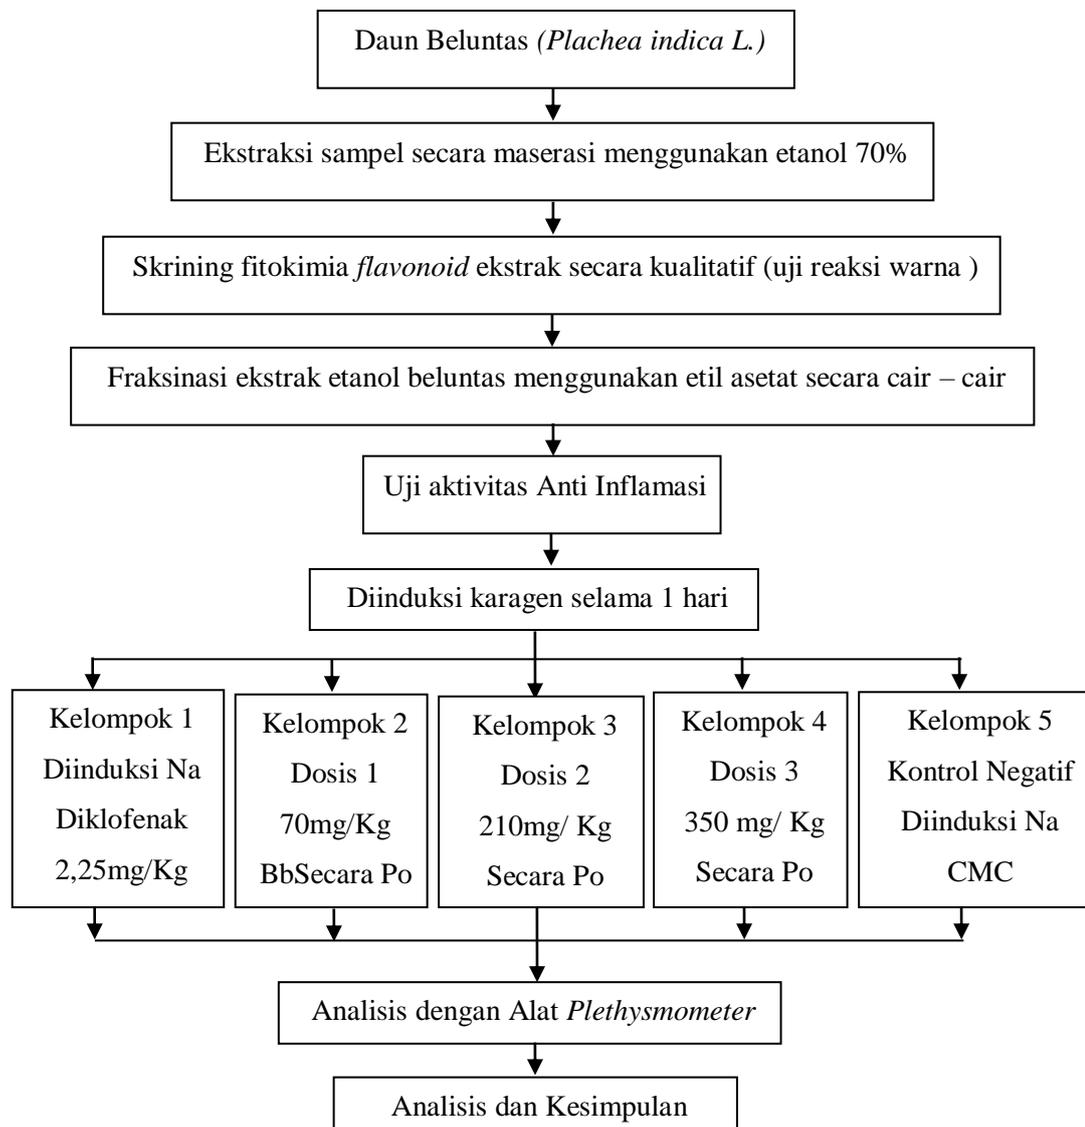 Daun Beluntas (Plachea indica L.)
Ekstraksi sampel secara maserasi menggunakan etanol 70%
Skrining fitokimia flavonoid ekstrak secara kualitatif (uji reaksi warna )
Fraksinasi ekstrak etanol beluntas menggunakan etil asetat secara cair – cair
Uji aktivitas Anti Inflamasi
Diinduksi karagen selama 1 hari
Kelompok 1
Diinduksi Na
Diklofenak
2,25mg/Kg
Kelompok 2
Dosis 1
70mg/Kg
BbSecara Po
Kelompok 3
Dosis 2
210mg/ Kg
Secara Po
Kelompok 4
Dosis 3
350 mg/ Kg
Secara Po
Kelompok 5
Kontrol Negatif
Diinduksi Na
CMC
Analisis dengan Alat Plethysmometer
Analisis dan Kesimpulan